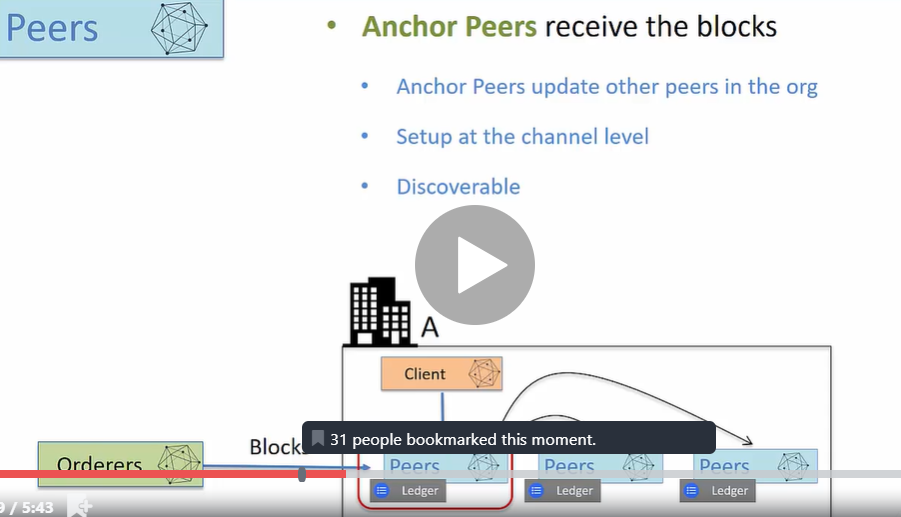 Peers
• Anchor Peers receive the blocks
• Anchor Peers update other peers in the org
• Setup at the channel level
• Discoverable
A
Client
31 people bookmarked this moment.
Orderers
Blocks
Peers
Peers
Peers
Ledger
Ledger
Ledger
/ 5:43